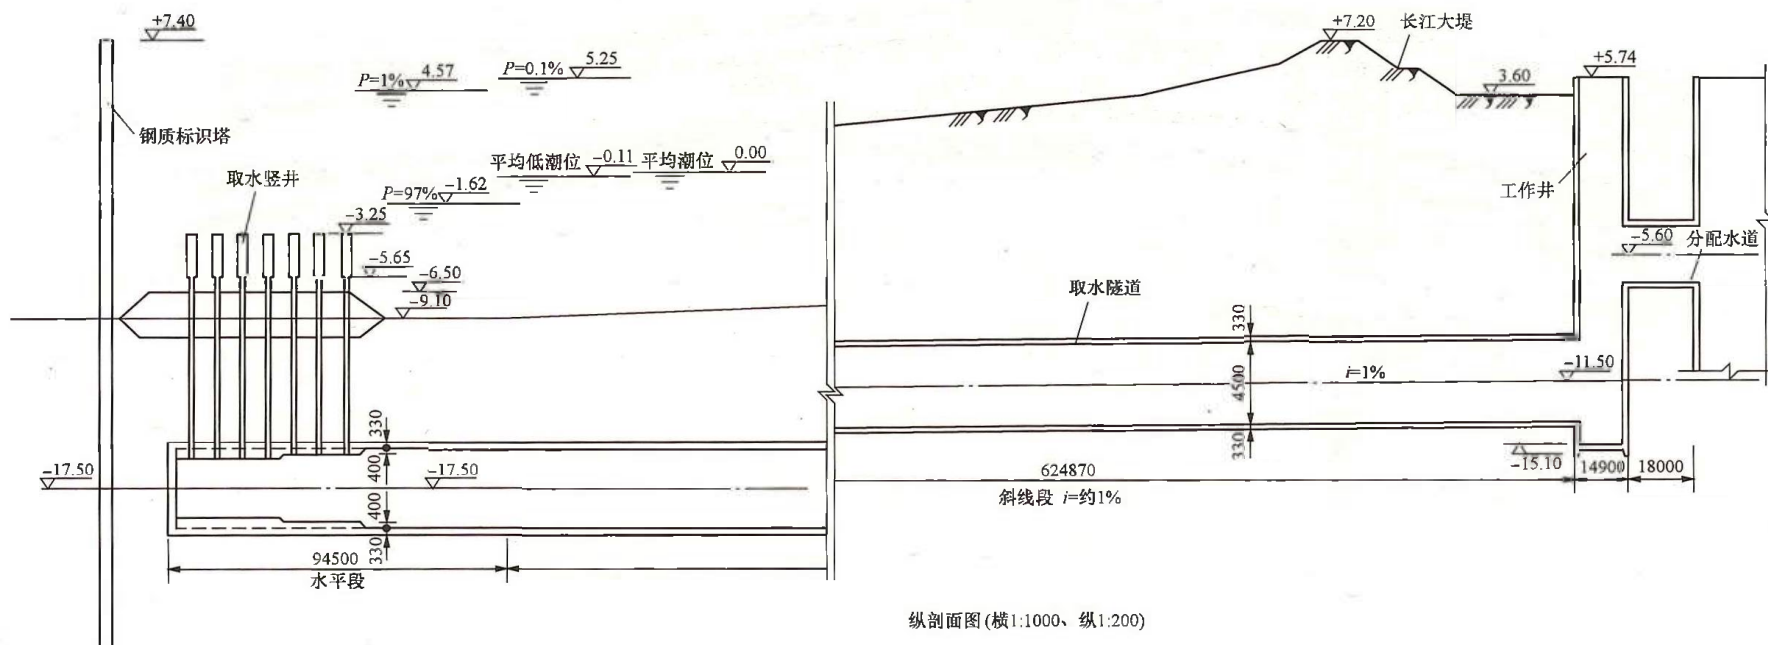 +7.40
+7.20
长江大堤
P=1% 4.57
P=0.1% 5.25
+5.74
3.60
钢质标识塔
平均低潮位 -0.11
平均潮位 0.00
取水竖井
P=97% -1.62
工作井
-3.25
-5.65
-6.50
-9.10
-5.60
分配水道
取水隧道
330
4500
330
i=1%
-11.50
330
400
400
330
-17.50
-17.50
-15.10
624870
14900
18000
斜线段 i=约1%
94500
水平段
纵剖面图(横1:1000、纵1:200)